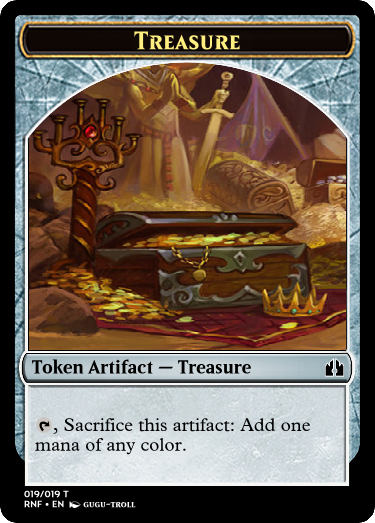 Treasure
Token Artifact — Treasure
, Sacrifice this artifact: Add one
mana of any color.
019/019 T
RNF • EN GUGU-TROLL